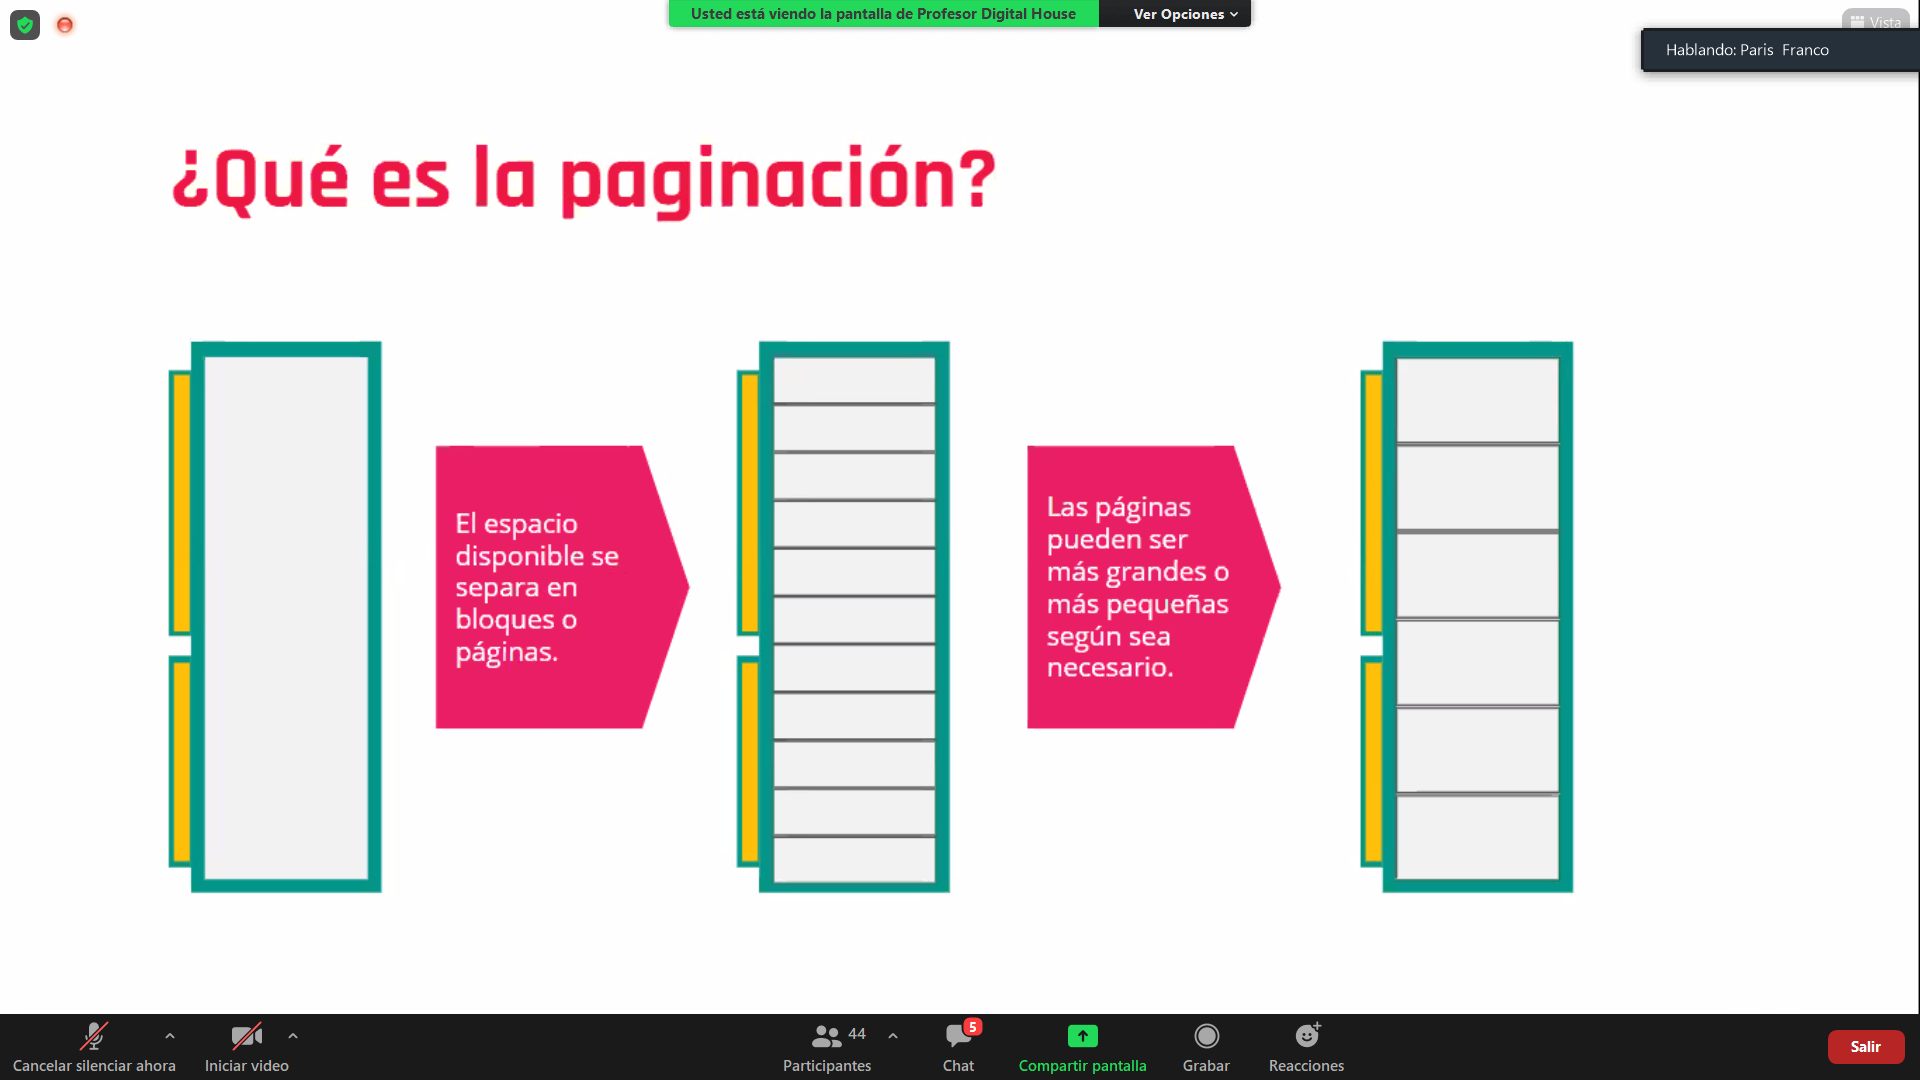 Usted está viendo la pantalla de Profesor Digital House
Ver Opciones
Vista
Hablando: Paris Franco
¿Qué es la paginación?
El espacio
disponible se
separa en
bloques o
páginas.
Las páginas
pueden ser
más grandes o
más pequeñas
según sea
necesario.
Cancelar silenciar ahora
Iniciar video
44
Participantes
5
Chat
Compartir pantalla
Grabar
Reacciones
Salir